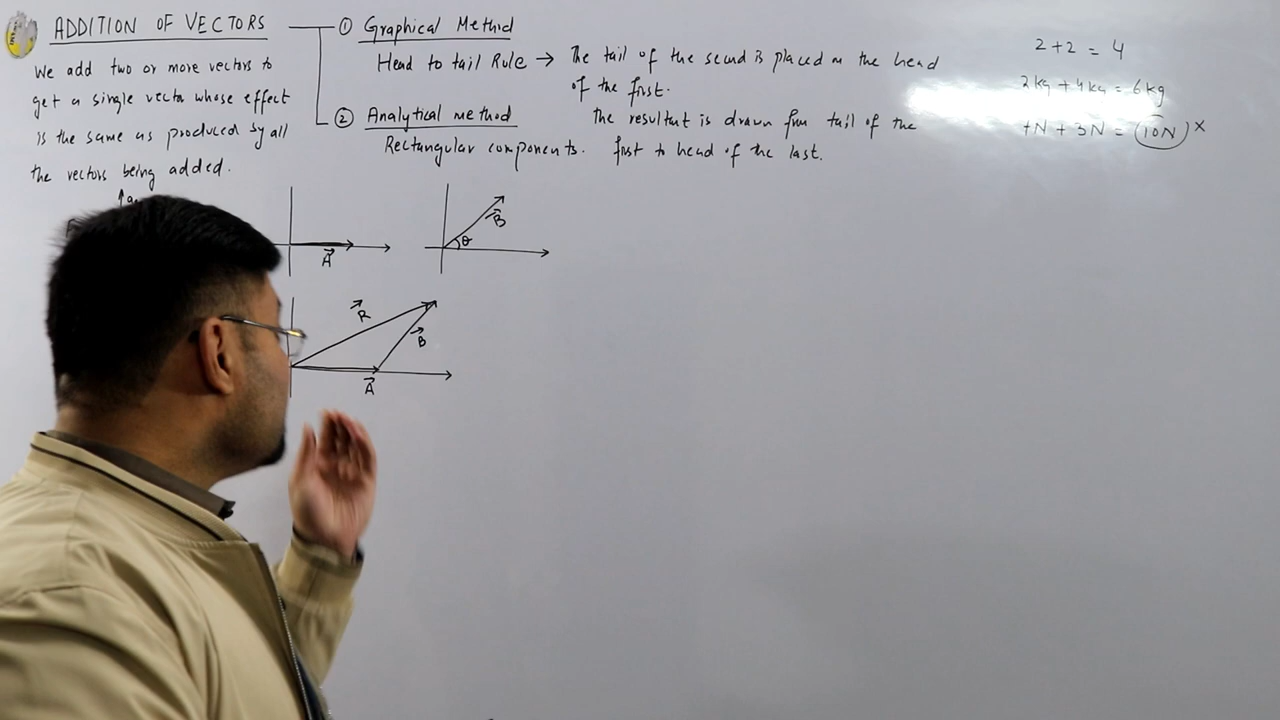 ADDITION OF VECTORS
We add two or more vectors to
get a single vector whose effect
is the same as produced by all
the vectors being added.
① Graphical Method
Head to tail Rule → The tail of the second is placed on the head
of the first.
The resultant is drawn from tail of the
first to head of the last.
② Analytical method
Rectangular components.
2+2 = 4
2kg + 4kg = 6kg
N + 3N = (10N) ×
A
B
θ
R
B
A